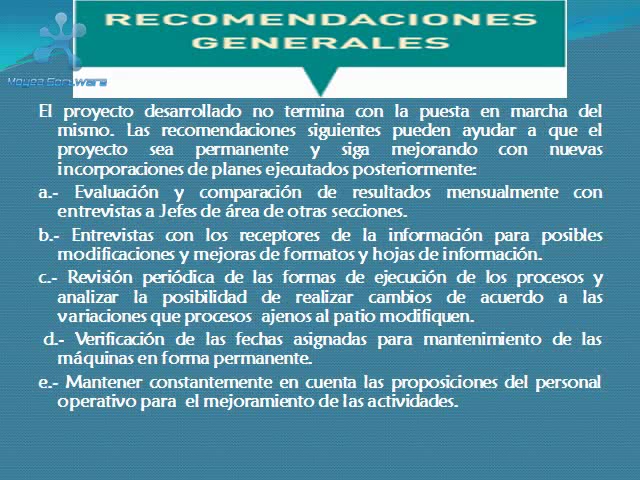 RECOMENDACIONES
GENERALES
El proyecto desarrollado no termina con la puesta en marcha del
mismo. Las recomendaciones siguientes pueden ayudar a que el
proyecto sea permanente y siga mejorando con nuevas
incorporaciones de planes ejecutados posteriormente:
a.- Evaluación y comparación de resultados mensualmente con
entrevistas a Jefes de área de otras secciones.
b.- Entrevistas con los receptores de la información para posibles
modificaciones y mejoras de formatos y hojas de información.
c.- Revisión periódica de las formas de ejecución de los procesos y
analizar la posibilidad de realizar cambios de acuerdo a las
variaciones que procesos ajenos al patio modifiquen.
d.- Verificación de las fechas asignadas para mantenimiento de las
máquinas en forma permanente.
e.- Mantener constantemente en cuenta las proposiciones del personal
operativo para el mejoramiento de las actividades.